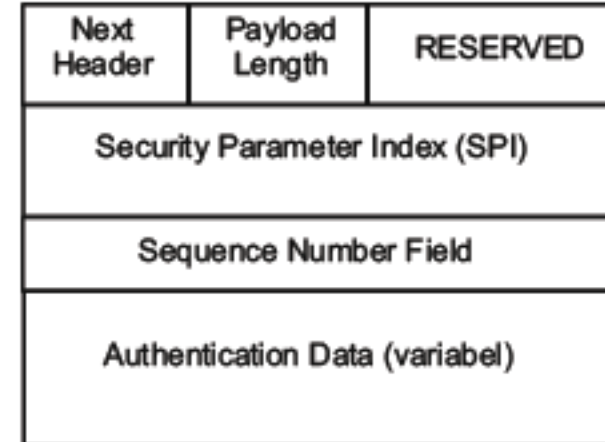 Next Header
Payload Length
RESERVED
Security Parameter Index (SPI)
Sequence Number Field
Authentication Data (variabel)